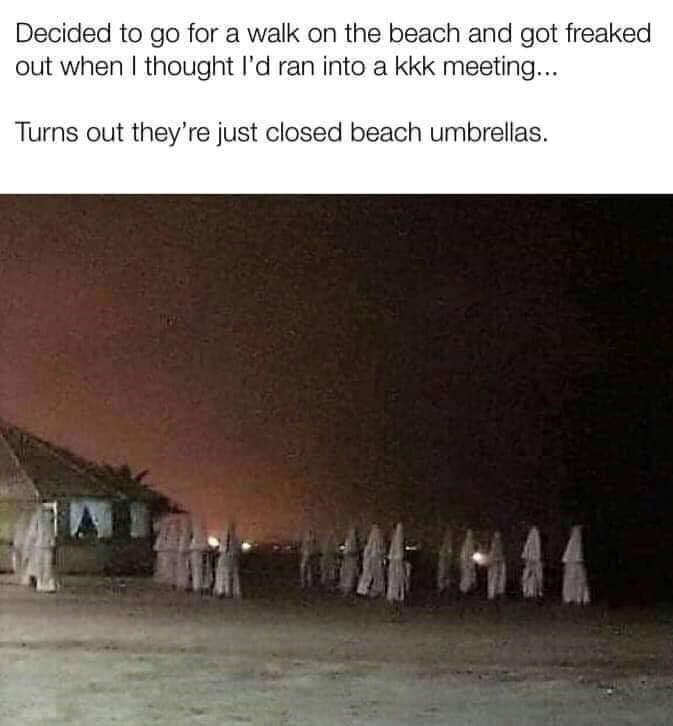 Decided to go for a walk on the beach and got freaked
out when I thought I'd ran into a kkk meeting...
Turns out they're just closed beach umbrellas.